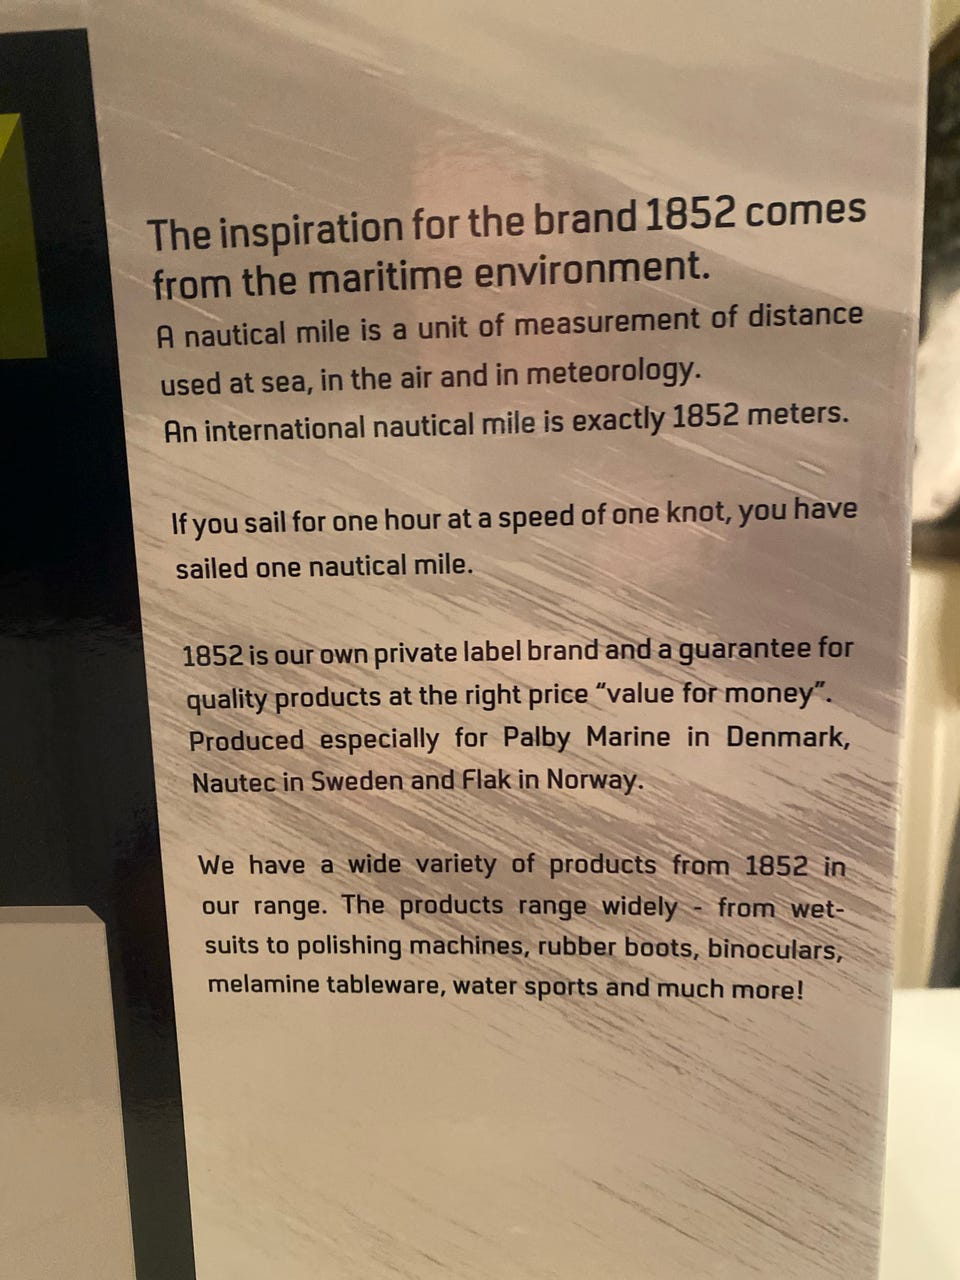 The inspiration for the brand 1852 comes
from the maritime environment.
A nautical mile is a unit of measurement of distance
used at sea, in the air and in meteorology.
An international nautical mile is exactly 1852 meters.
If you sail for one hour at a speed of one knot, you have
sailed one nautical mile.
1852 is our own private label brand and a guarantee for
quality products at the right price “value for money”.
Produced especially for Palby Marine in Denmark,
Nautec in Sweden and Flak in Norway.
We have a wide variety of products from 1852 in
our range. The products range widely - from wet-
suits to polishing machines, rubber boots, binoculars,
melamine tableware, water sports and much more!